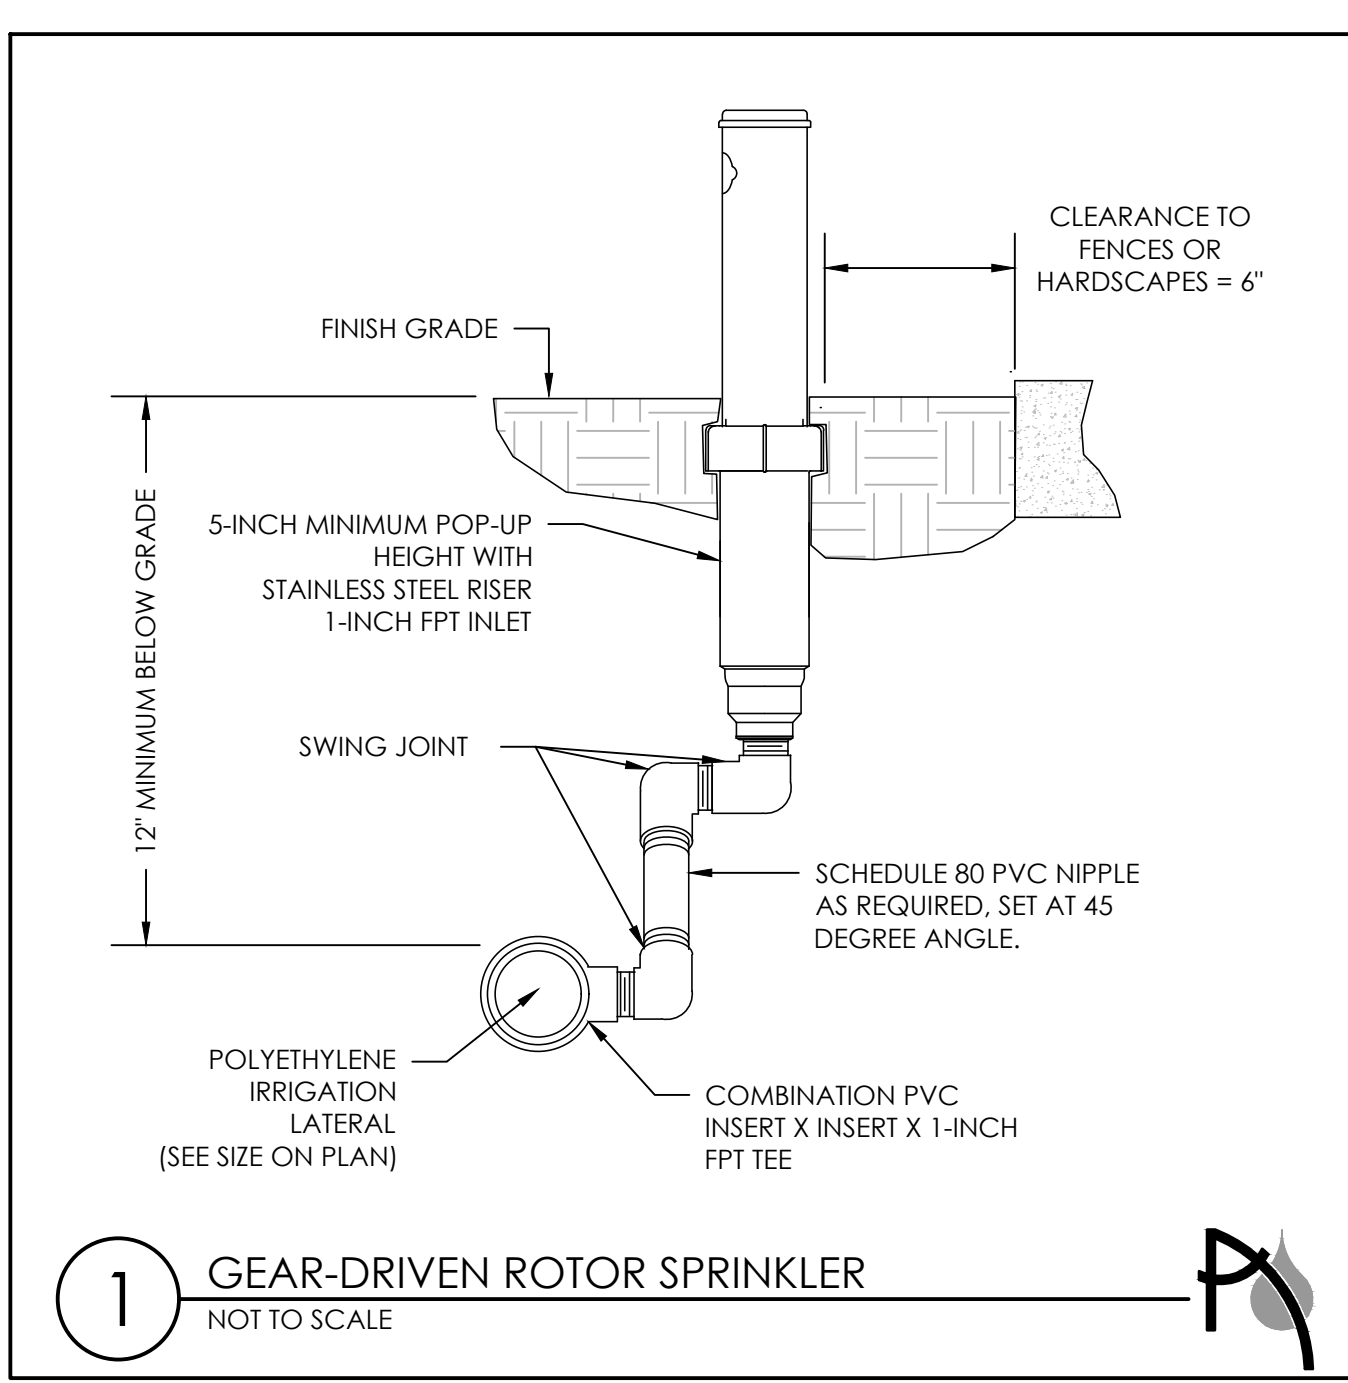 CLEARANCE TO
FENCES OR
HARDSCAPES = 6"
FINISH GRADE
12" MINIMUM BELOW GRADE
5-INCH MINIMUM POP-UP
HEIGHT WITH
STAINLESS STEEL RISER
1-INCH FPT INLET
SWING JOINT
SCHEDULE 80 PVC NIPPLE
AS REQUIRED, SET AT 45
DEGREE ANGLE.
POLYETHYLENE
IRRIGATION
LATERAL
(SEE SIZE ON PLAN)
COMBINATION PVC
INSERT X INSERT X 1-INCH
FPT TEE
1
GEAR-DRIVEN ROTOR SPRINKLER
NOT TO SCALE